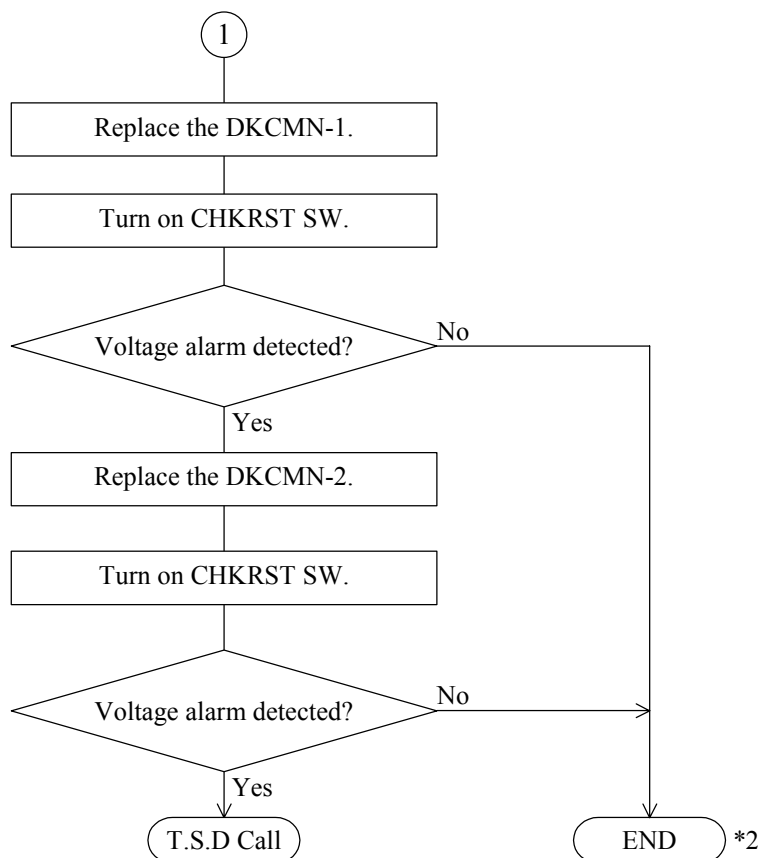 1
Replace the DKCMN-1.
Turn on CHKRST SW.
Voltage alarm detected?
No
Yes
Replace the DKCMN-2.
Turn on CHKRST SW.
Voltage alarm detected?
No
Yes
T.S.D Call
END *2